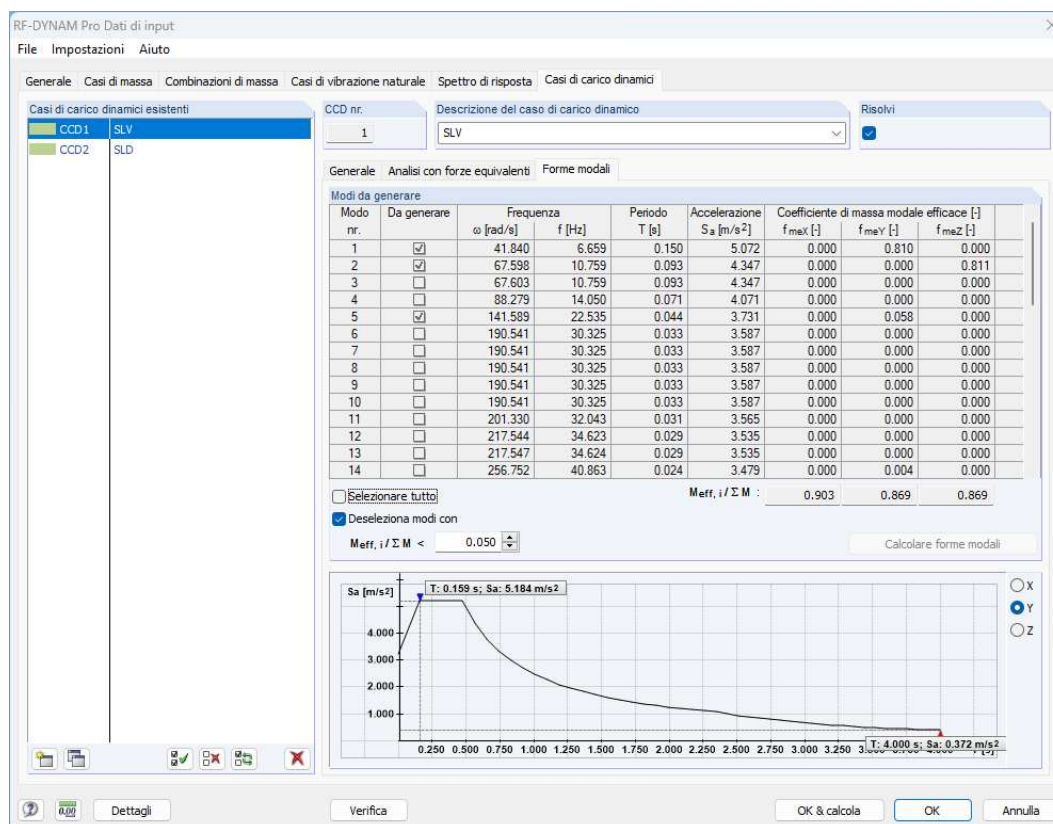 RF-DYNAM Pro Dati di input
File Impostazioni Aiuto
Generale Casi di massa Combinazioni di massa Casi di vibrazione naturale Spettro di risposta Casi di carico dinamici
Casi di carico dinamici esistenti
CCD1 SLV
CCD2 SLD
CCD nr.
1
Descrizione del caso di carico dinamico
SLV
Risolvi
Generale Analisi con forze equivalenti Forme modali
Modi da generare
Modo Da generare Frequenza Periodo Accelerazione Coefficiente di massa modale efficace [-]
nr. ω [rad/s] f [Hz] T [s] Sa [m/s²] fmeX [-] fmeY [-] fmeZ [-]
1 41.840 6.659 0.150 5.072 0.000 0.810 0.000
2 67.598 10.759 0.093 4.347 0.000 0.000 0.811
3 67.603 10.759 0.093 4.347 0.000 0.000 0.000
4 88.279 14.050 0.071 4.071 0.000 0.000 0.000
5 141.589 22.535 0.044 3.731 0.000 0.058 0.000
6 190.541 30.325 0.033 3.587 0.000 0.000 0.000
7 190.541 30.325 0.033 3.587 0.000 0.000 0.000
8 190.541 30.325 0.033 3.587 0.000 0.000 0.000
9 190.541 30.325 0.033 3.587 0.000 0.000 0.000
10 190.541 30.325 0.033 3.587 0.000 0.000 0.000
11 201.330 32.043 0.031 3.565 0.000 0.000 0.000
12 217.544 34.623 0.029 3.535 0.000 0.000 0.000
13 217.547 34.624 0.029 3.535 0.000 0.000 0.000
14 256.752 40.863 0.024 3.479 0.000 0.004 0.000
Selezionare tutto
Meff, i / Σ M : 0.903 0.869 0.869
Deseleziona modi con
Meff, i / Σ M < 0.050
Calcolare forme modali
Sa [m/s²]
T: 0.159 s; Sa: 5.184 m/s²
X
Y
Z
4.000
3.000
2.000
1.000
0.250 0.500 0.750 1.000 1.250 1.500 1.750 2.000 2.250 2.500 2.750 3.000 3.250
T: 4.000 s; Sa: 0.372 m/s²
0.00 Dettagli Verifica OK & calcola OK Annulla